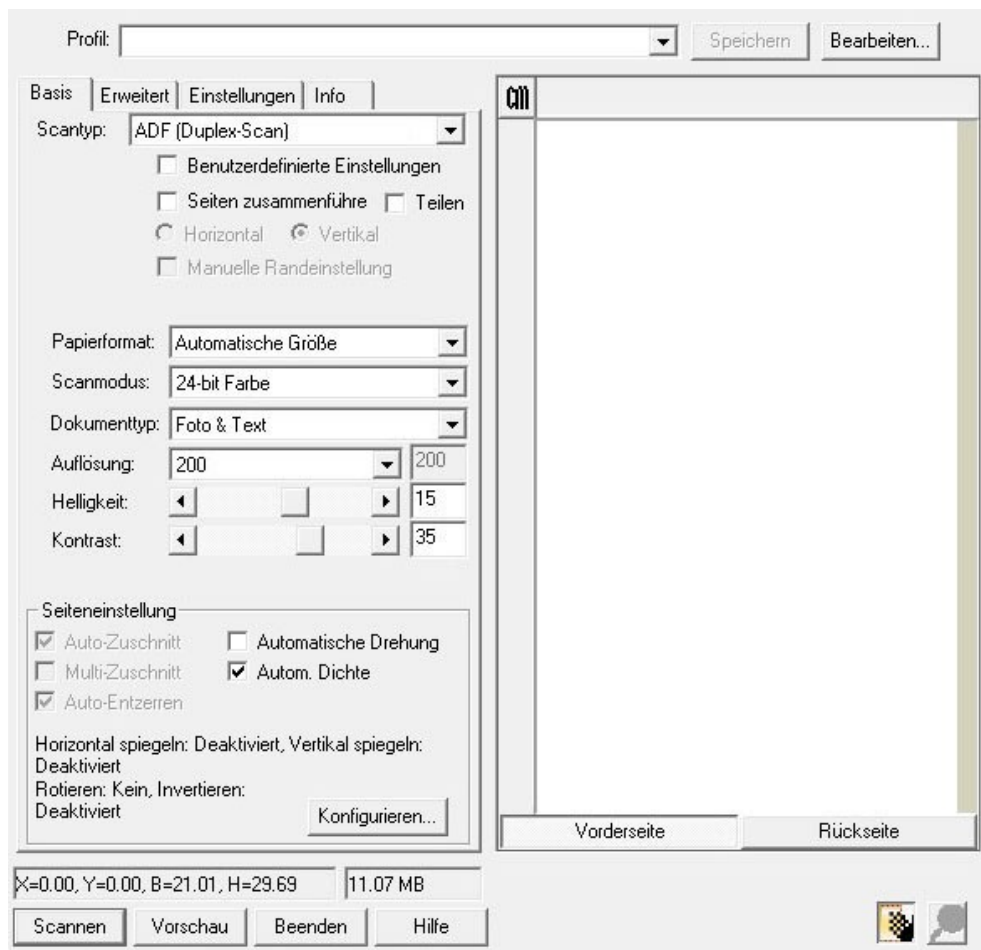 Profil: Speichern Bearbeiten...
Basis Erweitert Einstellungen Info
Scantyp: ADF (Duplex-Scan)
Benutzerdefinierte Einstellungen
Seiten zusammenführe Teilen
Horizontal Vertikal
Manuelle Randeinstellung
Papierformat: Automatische Größe
Scanmodus: 24-bit Farbe
Dokumenttyp: Foto & Text
Auflösung: 200 200
Helligkeit: 15
Kontrast: 35
Seiteneinstellung
Auto-Zuschnitt Automatische Drehung
Multi-Zuschnitt Autom. Dichte
Auto-Entzerren
Horizontal spiegeln: Deaktiviert, Vertikal spiegeln:
Deaktiviert
Rotieren: Kein, Invertieren:
Deaktiviert
Konfigurieren...
cm
Vorderseite Rückseite
X=0.00, Y=0.00, B=21.01, H=29.69 11.07 MB
Scannen Vorschau Beenden Hilfe